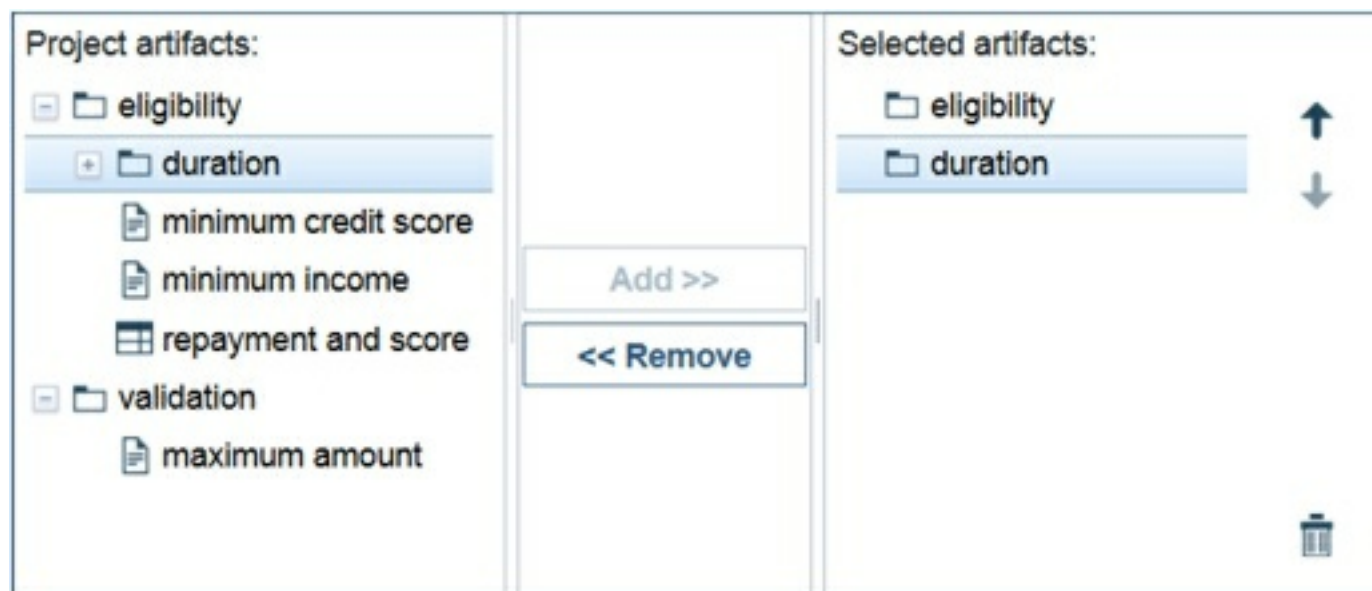 Project artifacts:
eligibility
duration
minimum credit score
minimum income
repayment and score
validation
maximum amount
Add >>
<< Remove
Selected artifacts:
eligibility
duration